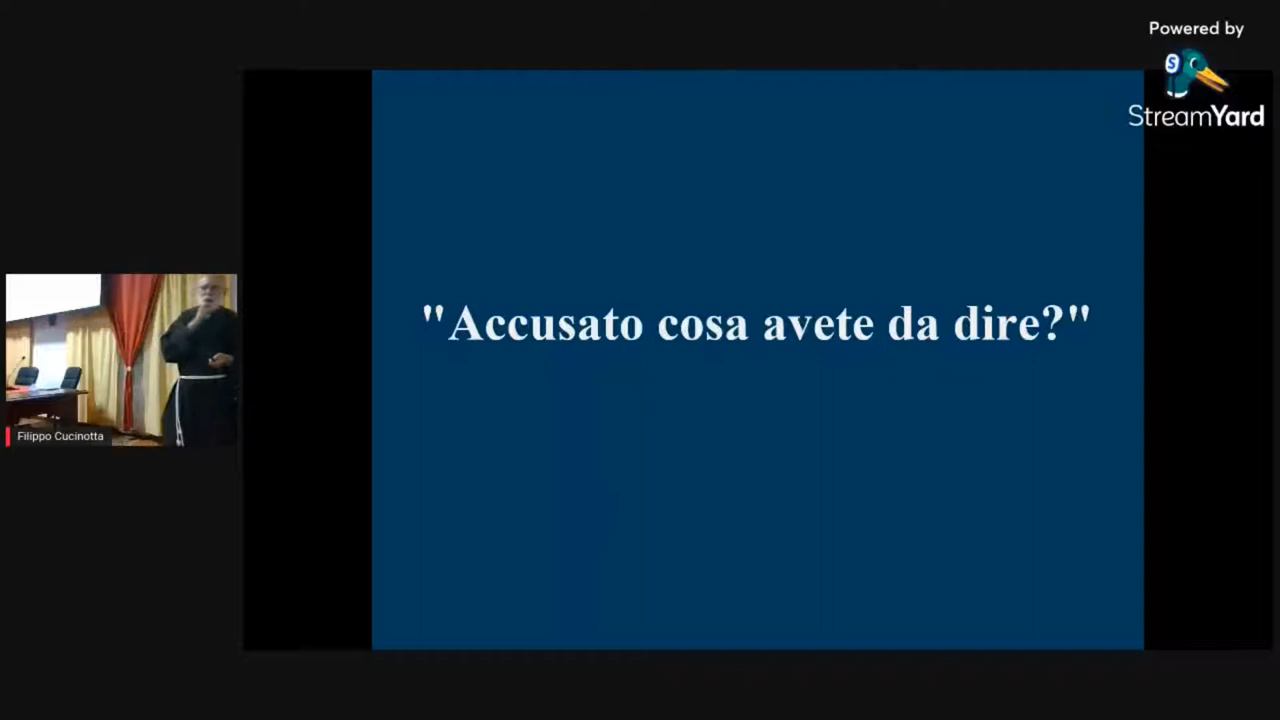 Powered by
S
StreamYard
"Accusato cosa avete da dire?"
Filippo Cucinotta